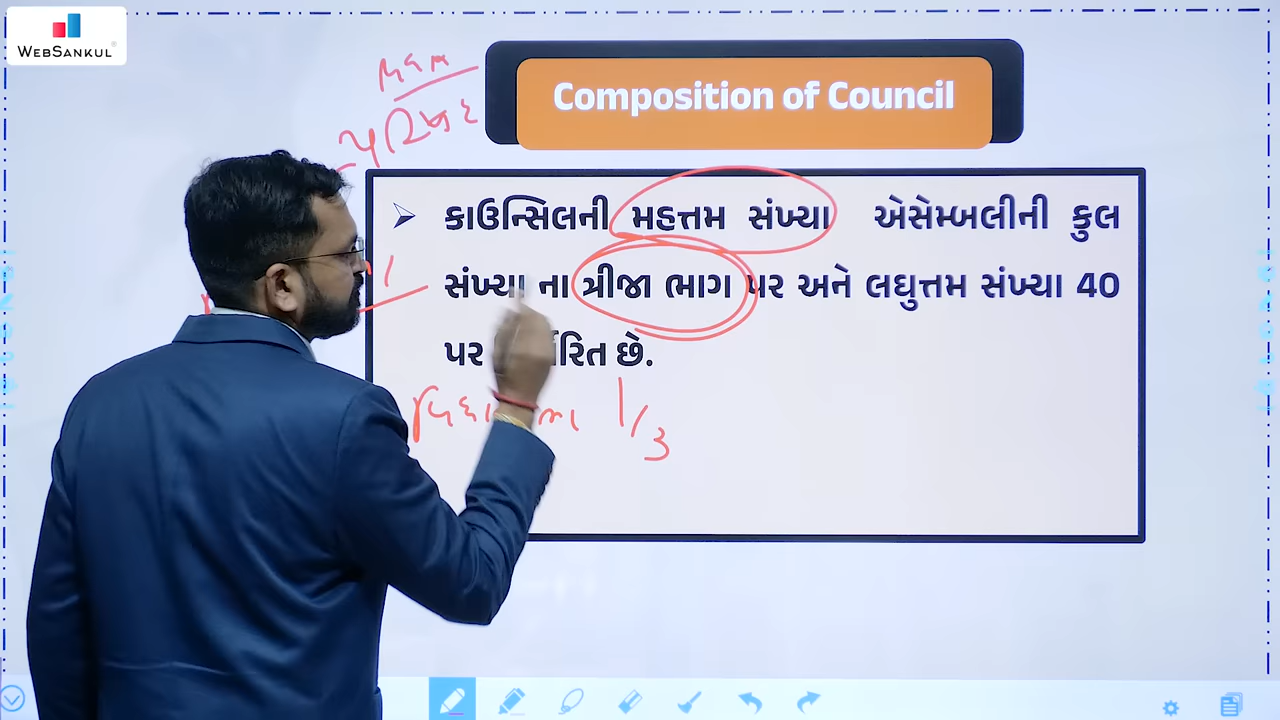 WEBSANKUL
Composition of Council
કાઉન્સિલની મહત્તમ સંખ્યા એસેમ્બલીની કુલ
સંખ્યા ના ત્રીજા ભાગ પર અને લઘુત્તમ સંખ્યા 40
પર છે.
1/3